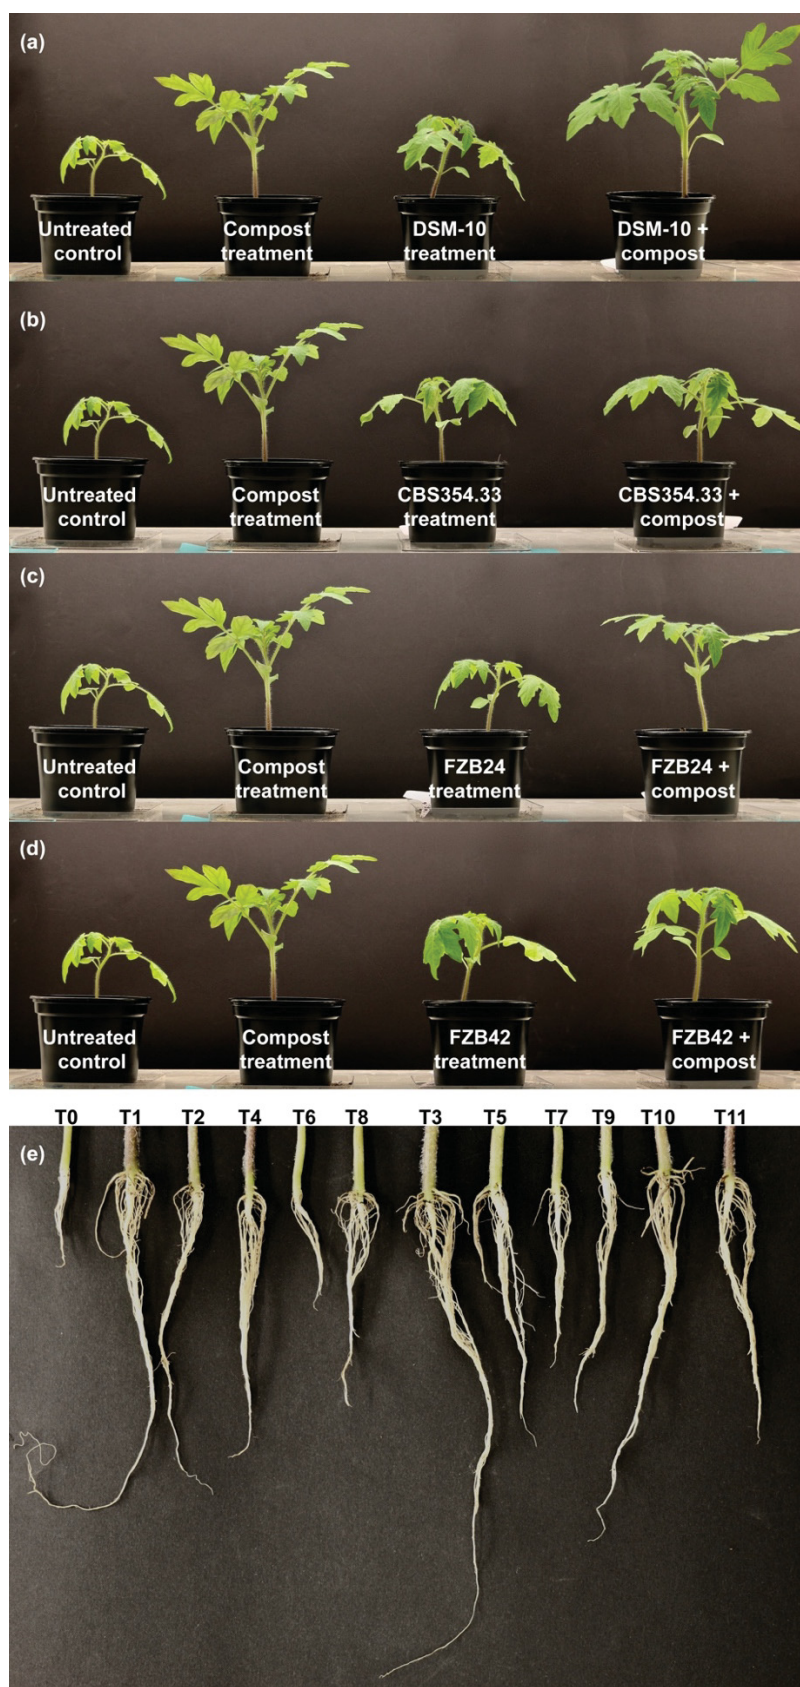 (a)
Untreated control
Compost treatment
DSM-10 treatment
DSM-10 + compost
(b)
Untreated control
Compost treatment
CBS354.33 treatment
CBS354.33 + compost
(c)
Untreated control
Compost treatment
FZB24 treatment
FZB24 + compost
(d)
Untreated control
Compost treatment
FZB42 treatment
FZB42 + compost
T0 T1 T2 T4 T6 T8 T3 T5 T7 T9 T10 T11
(e)